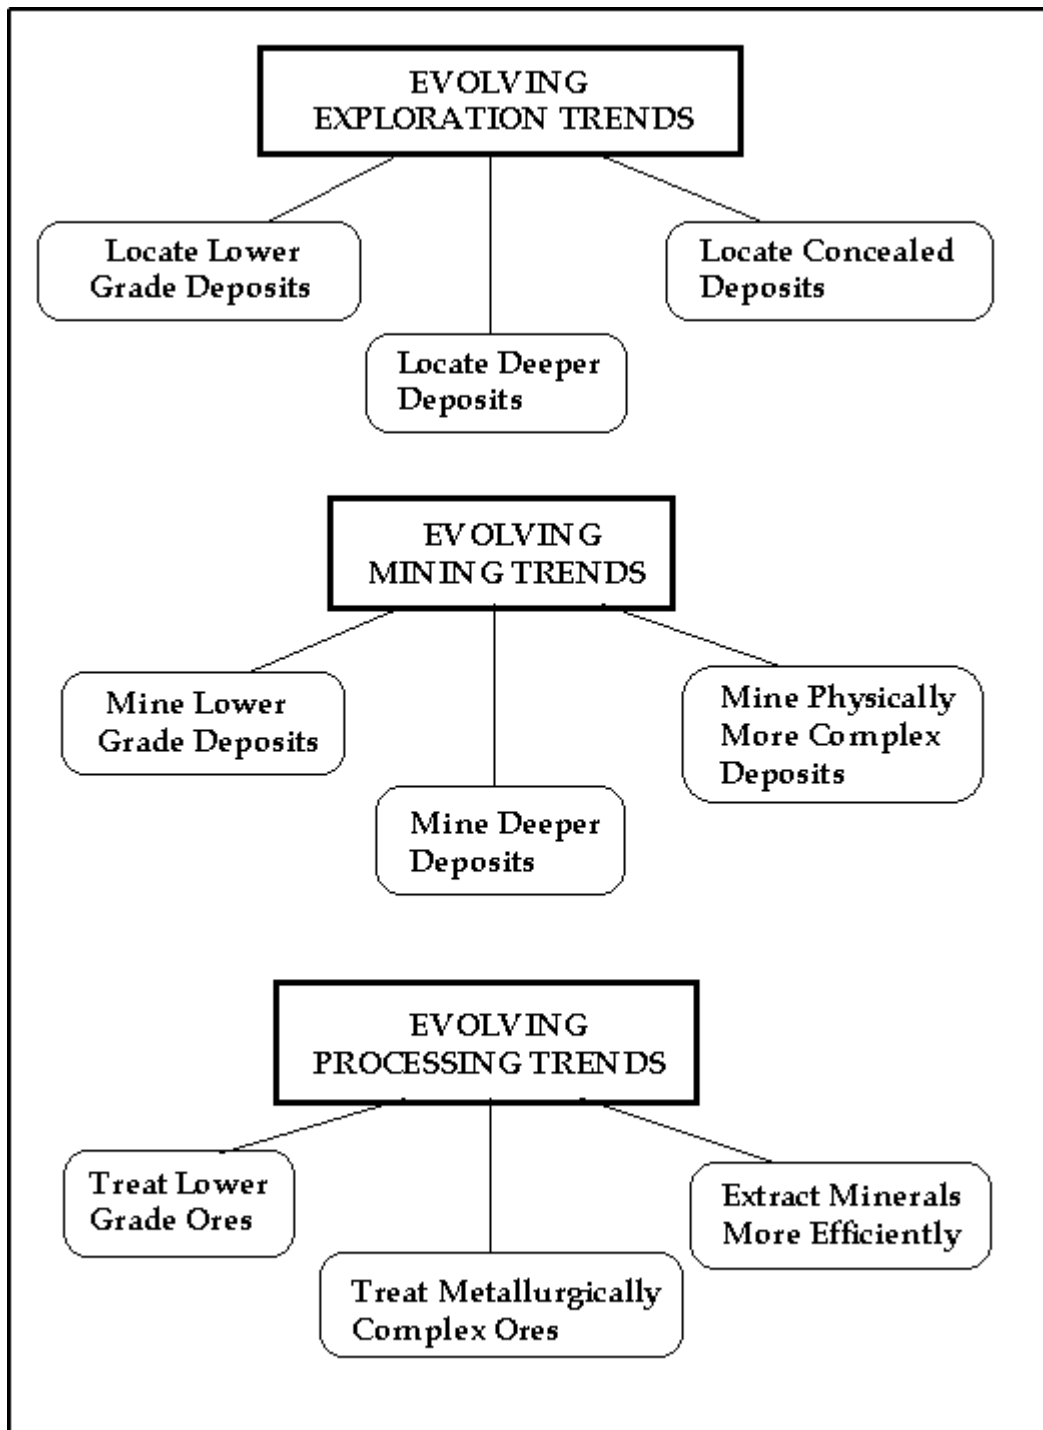 EVOLVING
EXPLORATION TRENDS
Locate Lower
Grade Deposits
Locate Concealed
Deposits
Locate Deeper
Deposits
EVOLVING
MINING TRENDS
Mine Lower
Grade Deposits
Mine Physically
More Complex
Deposits
Mine Deeper
Deposits
EVOLVING
PROCESSING TRENDS
Treat Lower
Grade Ores
Extract Minerals
More Efficiently
Treat Metallurgically
Complex Ores